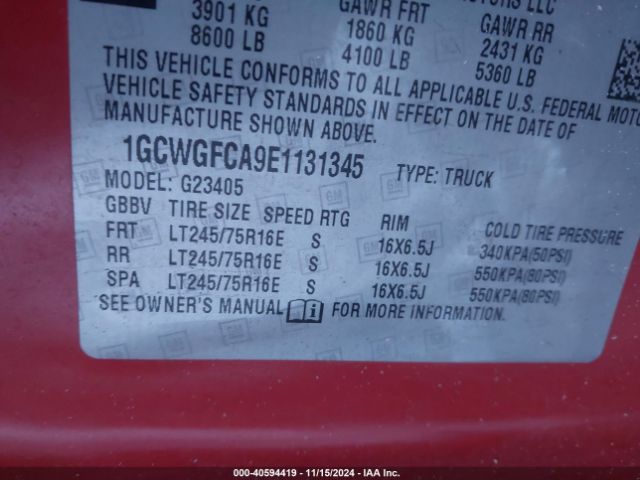 MOTORS LLC
3901 KG GAWR FRT GAWR RR
8600 LB 1860 KG 2431 KG
4100 LB 5360 LB
THIS VEHICLE CONFORMS TO ALL APPLICABLE U.S. FEDERAL MOTO
VEHICLE SAFETY STANDARDS IN EFFECT ON THE DATE OF
MANUFACTURE SHOWN ABOVE.
1GCWGFCA9E1131345 TYPE: TRUCK
MODEL: G23405
GBBV TIRE SIZE SPEED RTG RIM COLD TIRE PRESSURE
FRT LT245/75R16E S 16X6.5J 340KPA(50PSI)
RR LT245/75R16E S 16X6.5J 550KPA(80PSI)
SPA LT245/75R16E S 16X6.5J 550KPA(80PSI)
SEE OWNER'S MANUAL i FOR MORE INFORMATION.
000-40594419 - 11/15/2024 - IAA Inc.